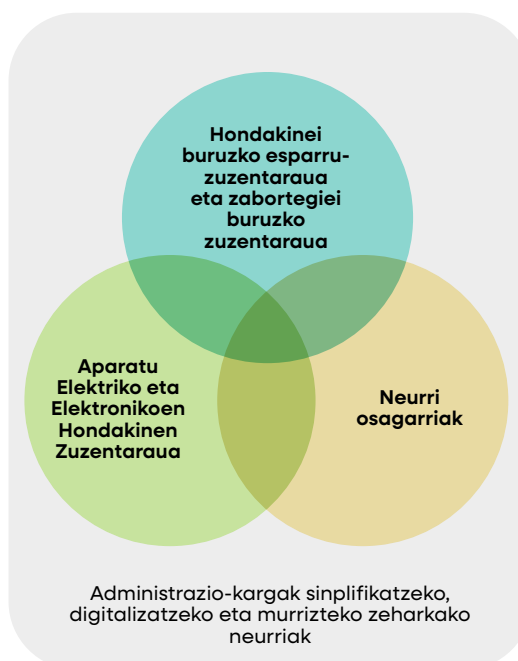 Hondakinei
buruzko esparru-
zuzentaraua
eta zabortegiei
buruzko
zuzentaraua
Aparatu
Elektriko eta
Elektronikoen
Hondakinen
Zuzentaraua
Neurri
osagarriak
Administrazio-kargak sinplifikatzeko,
digitalizatzeko eta murrizteko zeharkako
neurriak